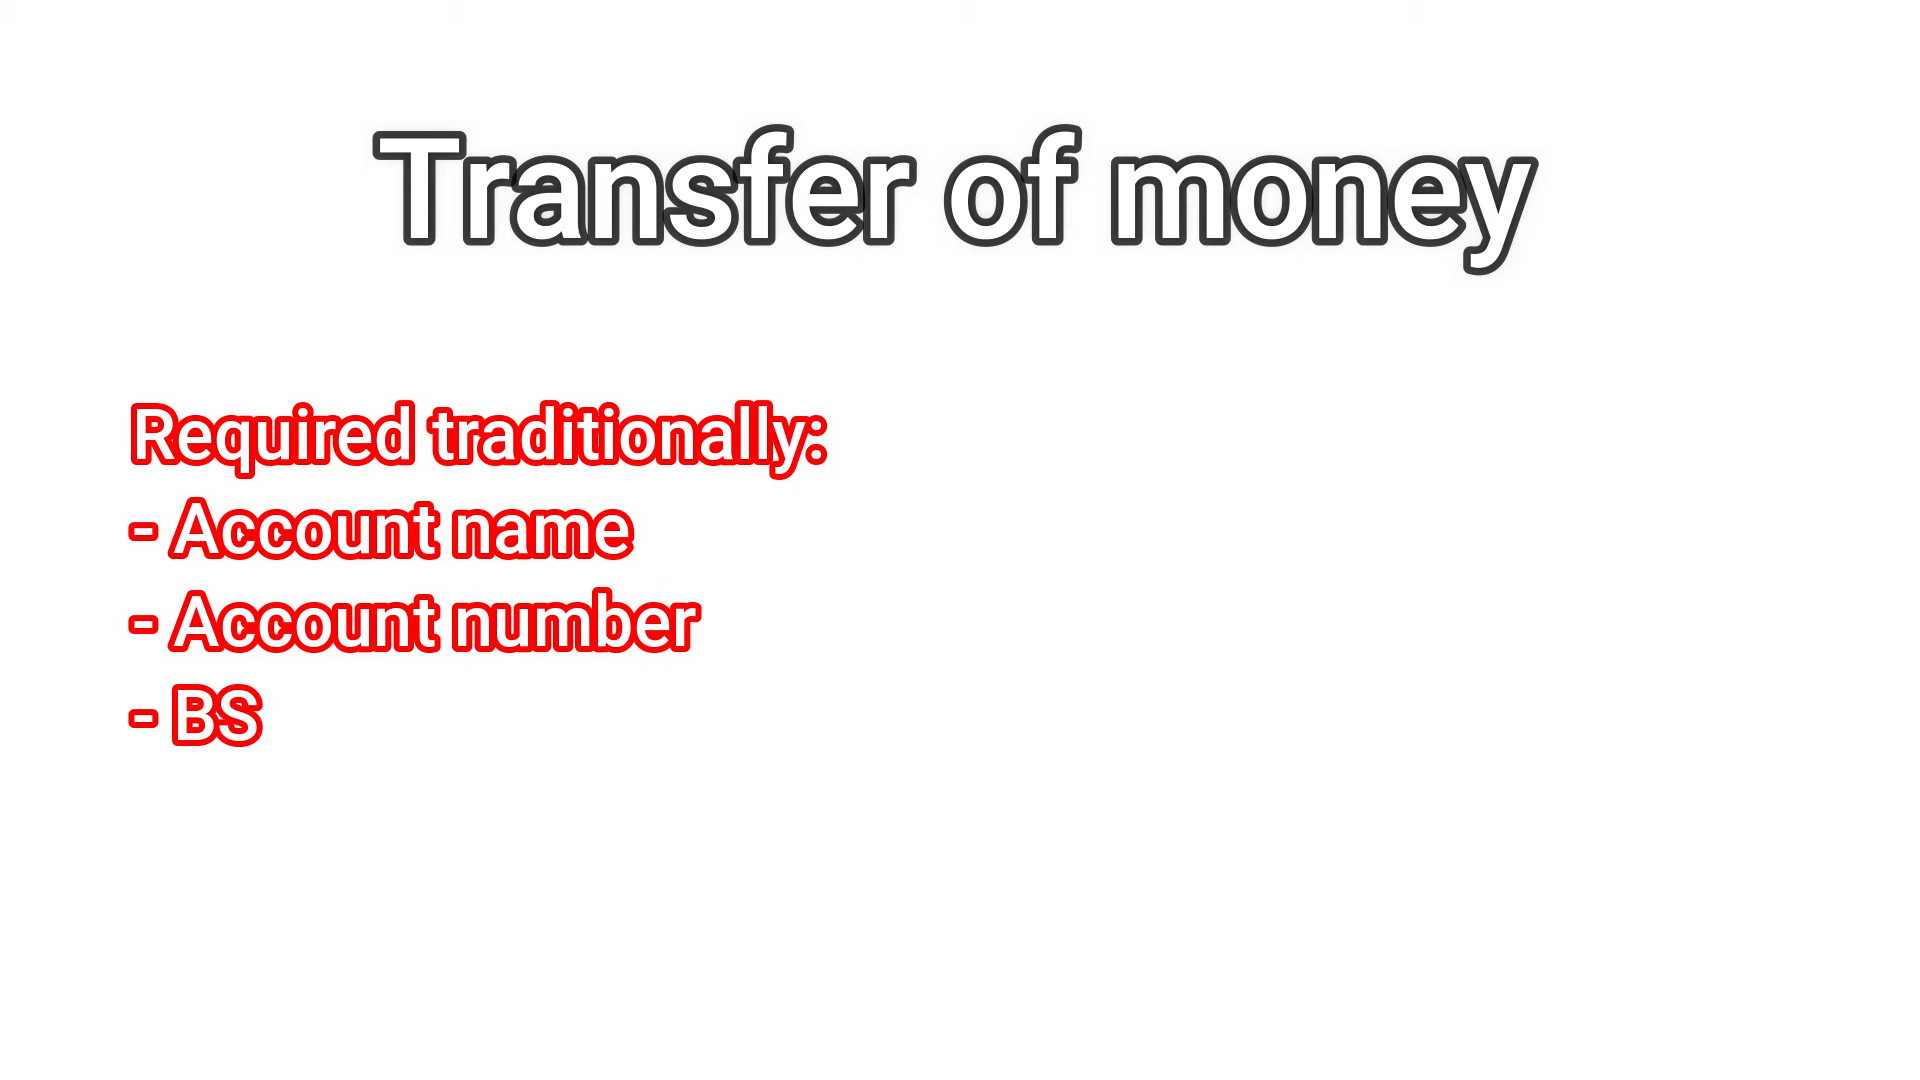 Transfer of money
Required traditionally:
- Account name
- Account number
- BS